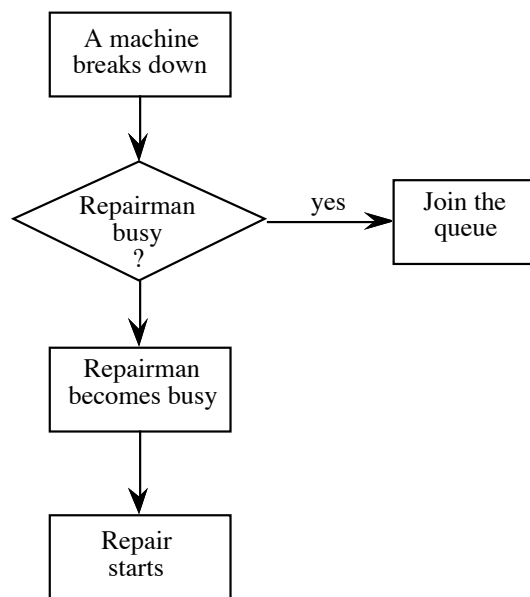 A machine
breaks down
Repairman
busy
?
yes
Join the
queue
Repairman
becomes busy
Repair
starts